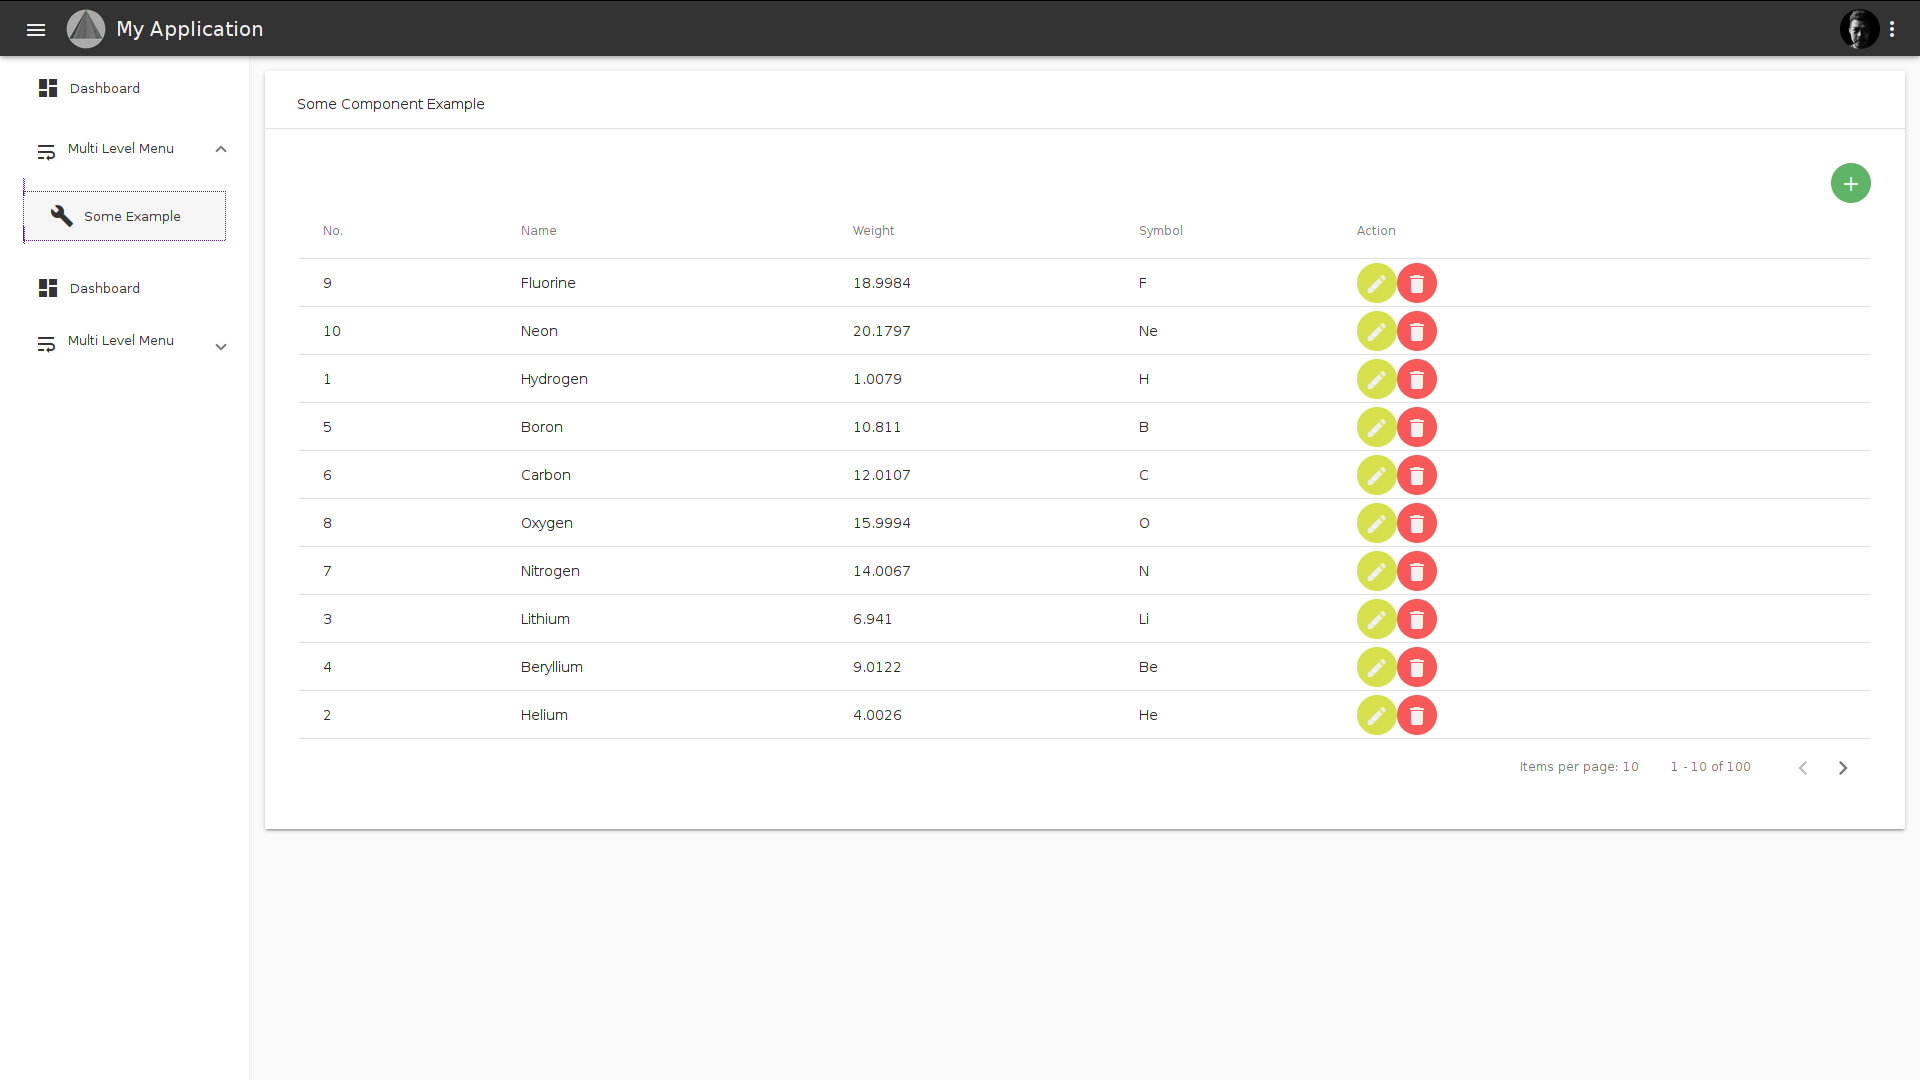 My Application
Dashboard
Multi Level Menu
Some Example
Dashboard
Multi Level Menu
Some Component Example
No. Name Weight Symbol Action
9 Fluorine 18.9984 F
10 Neon 20.1797 Ne
1 Hydrogen 1.0079 H
5 Boron 10.811 B
6 Carbon 12.0107 C
8 Oxygen 15.9994 O
7 Nitrogen 14.0067 N
3 Lithium 6.941 Li
4 Beryllium 9.0122 Be
2 Helium 4.0026 He
Items per page: 10 1 - 10 of 100